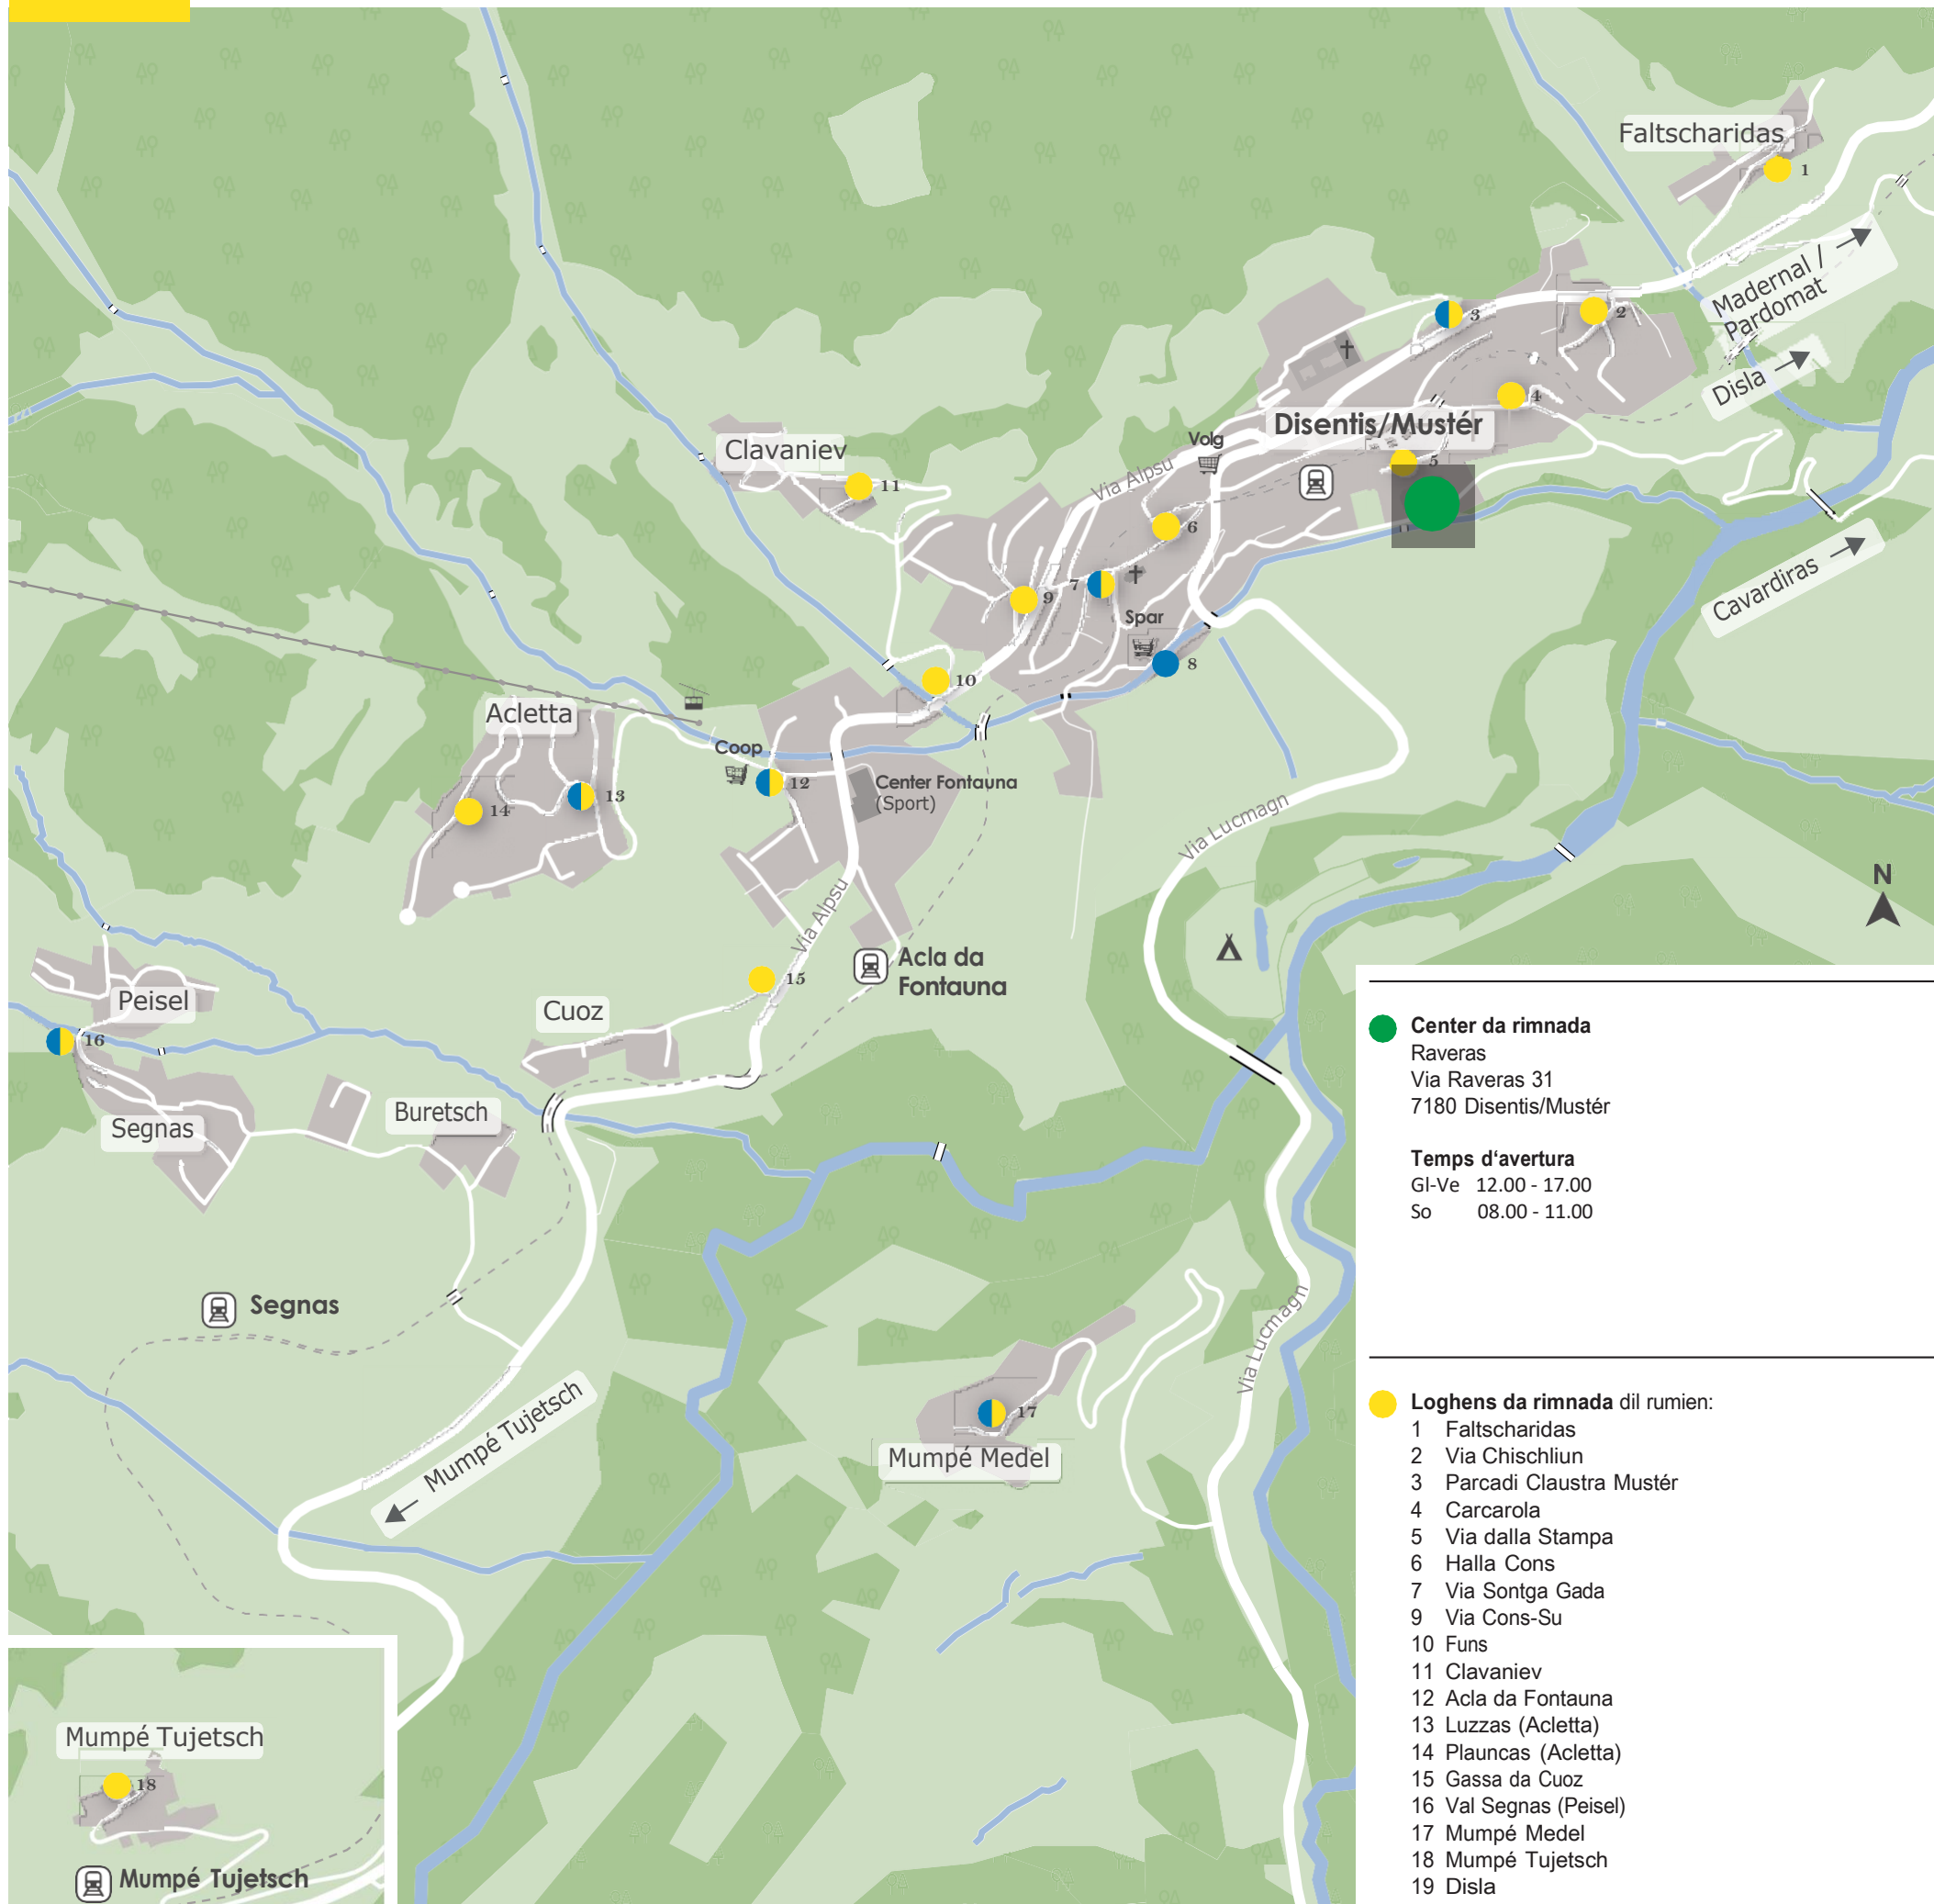 Faltscharidas
1
Madernal /
Pardomat
2
3
Disla
4
Disentis/Mustér
Volg
5
Clavaniev
Via Alpsu
11
6
Cavardiras
7
9
Spar
8
10
Acletta
Coop
12
Center Fontauna
(Sport)
13
14
Via Lucmagn
N
Via Alpsu
15
Acla da
Fontauna
Peisel
Cuoz
16
Segnas
Buretsch
Segnas
Via Lucmagn
Mumpé Tujetsch
17
Mumpé Medel
Mumpé Tujetsch
18
Mumpé Tujetsch
Center da rimnada
Raveras
Via Raveras 31
7180 Disentis/Mustér
Temps d‘avertura
Gl-Ve 12.00 - 17.00
So 08.00 - 11.00
Loghens da rimnada dil rumien:
1 Faltscharidas
2 Via Chischliun
3 Parcadi Claustra Mustér
4 Carcarola
5 Via dalla Stampa
6 Halla Cons
7 Via Sontga Gada
9 Via Cons-Su
10 Funs
11 Clavaniev
12 Acla da Fontauna
13 Luzzas (Acletta)
14 Plauncas (Acletta)
15 Gassa da Cuoz
16 Val Segnas (Peisel)
17 Mumpé Medel
18 Mumpé Tujetsch
19 Disla